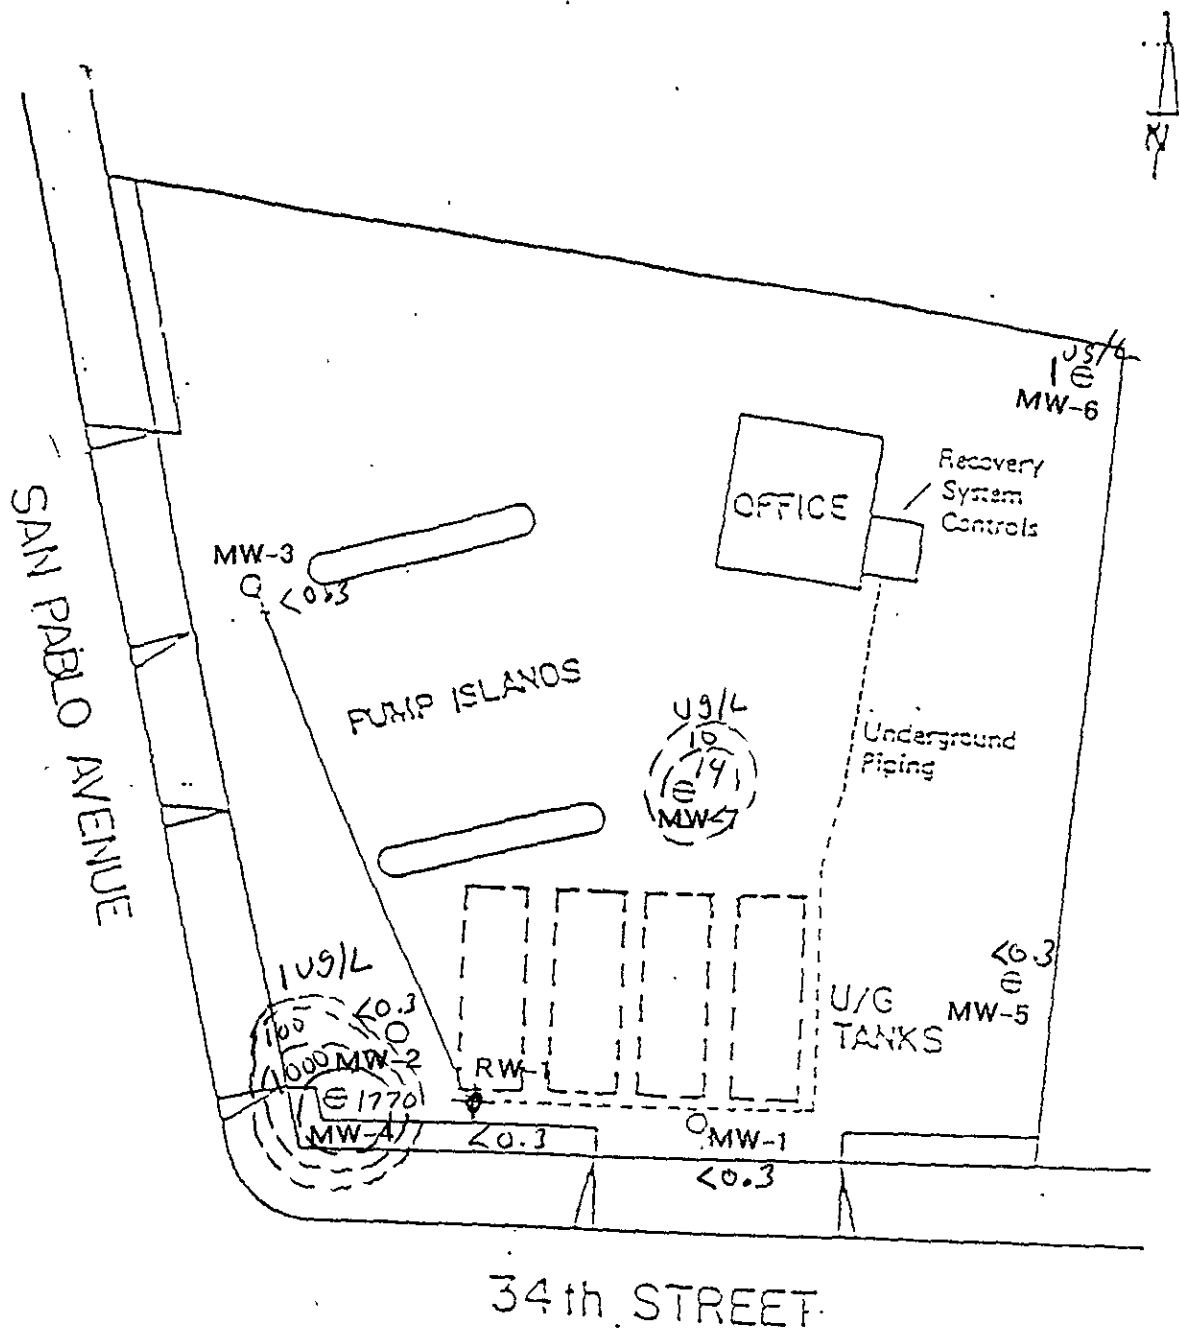 N
ug/L
1
MW-6
OFFICE
Recovery
System
Controls
MW-3
<0.3
SAN PABLO AVENUE
PUMP ISLANDS
ug/L
10
14
MW-7
Underground
Piping
1 ug/L
<0.3
MW-2
1770
MW-4
RW-1
<0.3
MW-1
<0.3
U/G
TANKS
<0.3
MW-5
34th STREET